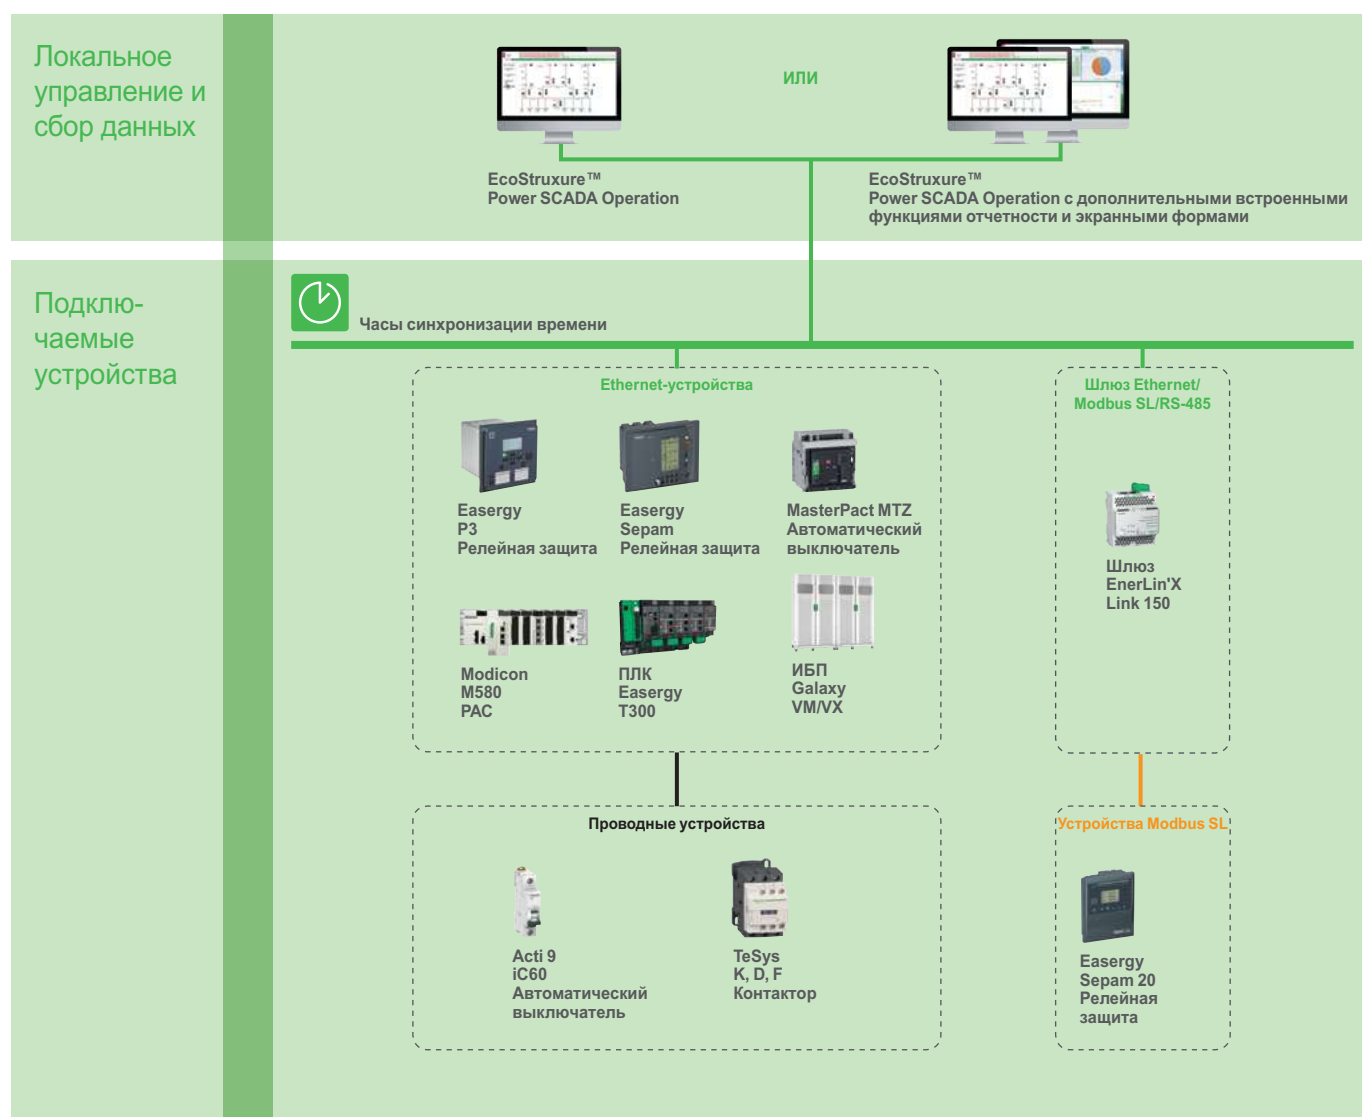 Локальное
управление и
сбор данных
ИЛИ
EcoStruxure™
Power SCADA Operation
EcoStruxure™
Power SCADA Operation с дополнительными встроенными
функциями отчетности и экранными формами
Подклю-
чаемые
устройства
Часы синхронизации времени
Ethernet-устройства
Шлюз Ethernet/
Modbus SL/RS-485
Easergy
P3
Релейная защита
Easergy
Sepam
Релейная защита
MasterPact MTZ
Автоматический
выключатель
Шлюз
EnerLin'X
Link 150
Modicon
M580
PAC
ПЛК
Easergy
T300
ИБП
Galaxy
VM/VX
Проводные устройства
Устройства Modbus SL
Acti 9
iC60
Автоматический
выключатель
TeSys
K, D, F
Контактор
Easergy
Sepam 20
Релейная
защита